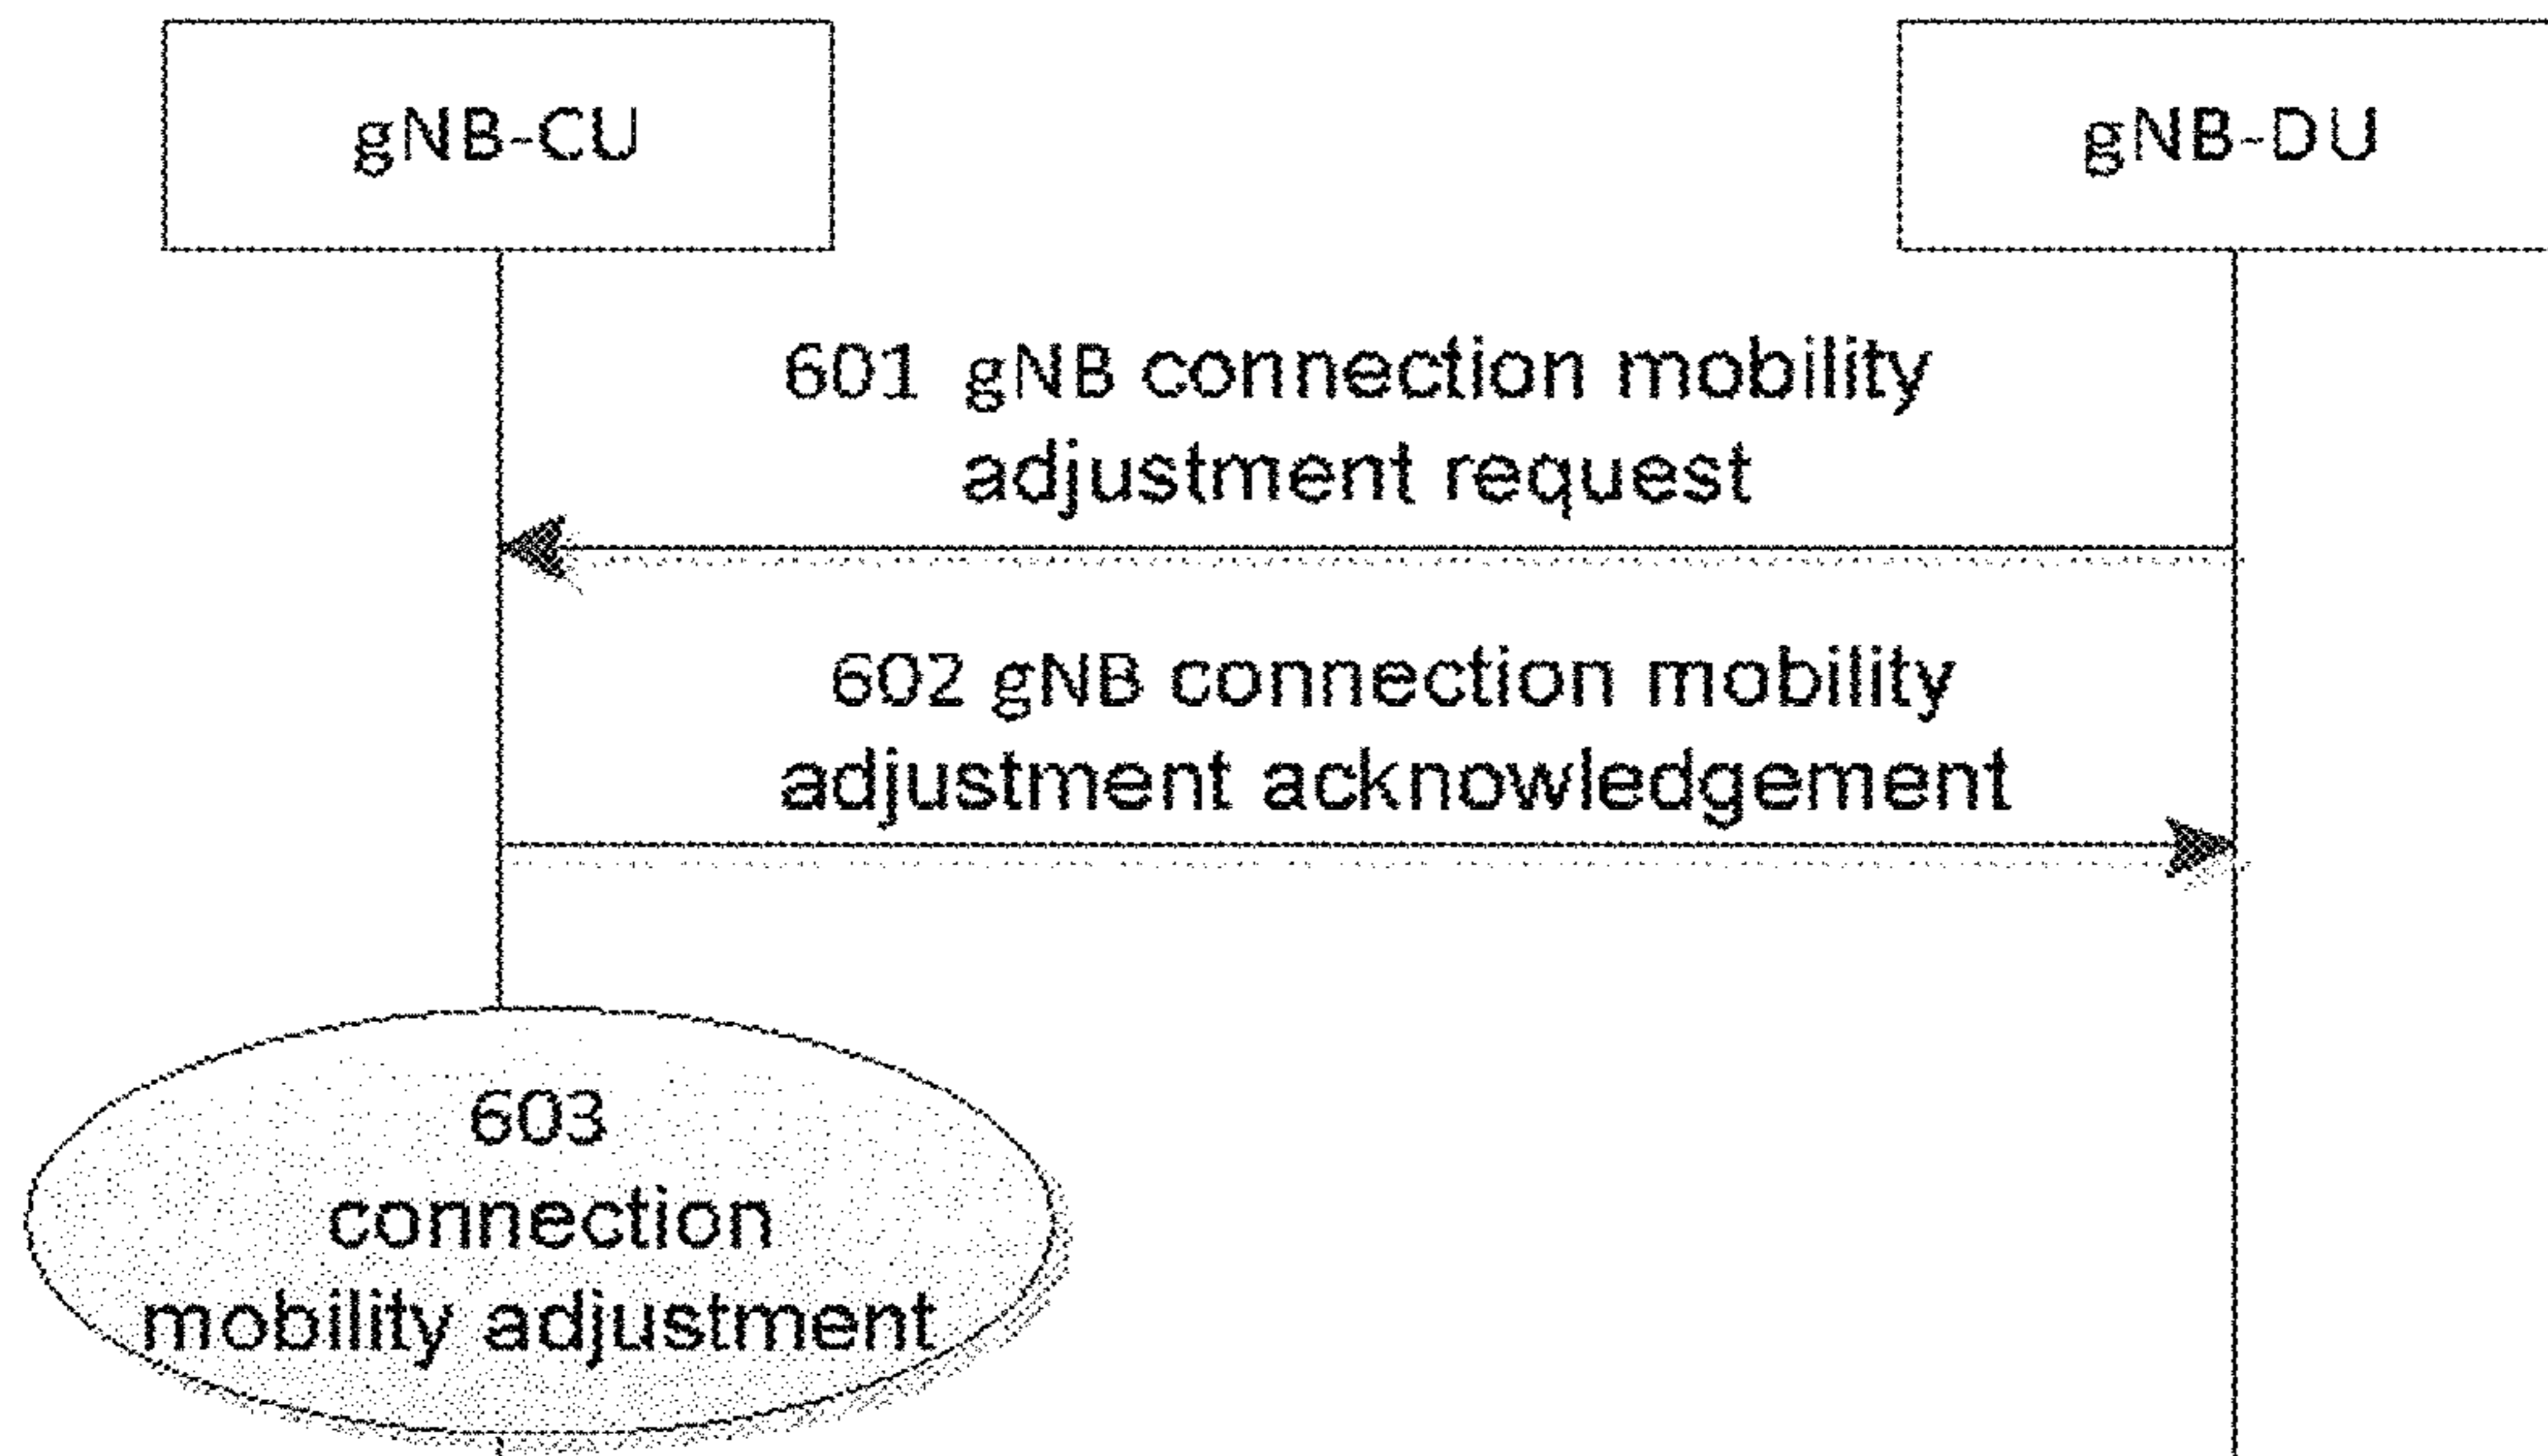 gNB-CU
gNB-DU
601 gNB connection mobility
adjustment request
602 gNB connection mobility
adjustment acknowledgement
603
connection
mobility adjustment